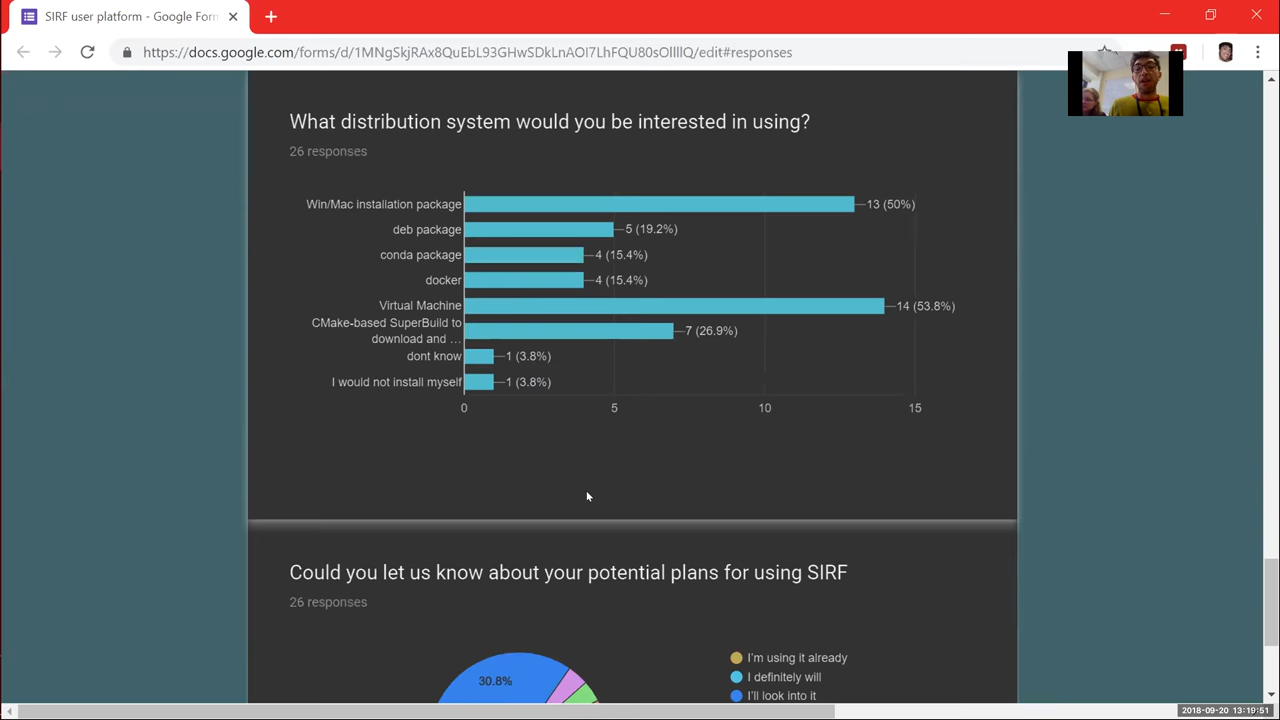 SIRF user platform - Google Form
https://docs.google.com/forms/d/1MNgSkjRAx8QuEbL93GHwSDkLnAO!7LhFQU80sOllllQ/edit#responses
What distribution system would you be interested in using?
26 responses
Win/Mac installation package
13 (50%)
deb package
5 (19.2%)
conda package
4 (15.4%)
docker
4 (15.4%)
Virtual Machine
14 (53.8%)
CMake-based SuperBuild to
download and …
7 (26.9%)
dont know
1 (3.8%)
I would not install myself
1 (3.8%)
0 5 10 15
Could you let us know about your potential plans for using SIRF
26 responses
30.8%
I'm using it already
I definitely will
I'll look into it
2018-09-20 13:19:51